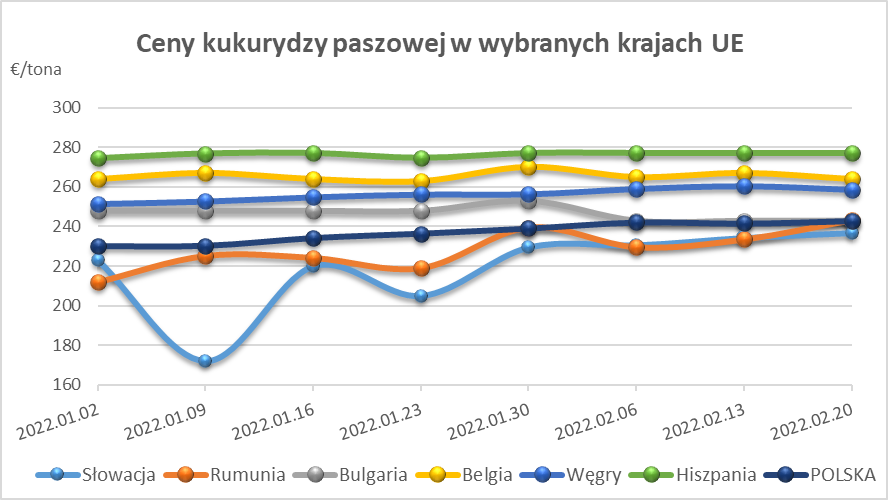 Ceny kukurydzy paszowej w wybranych krajach UE
€/tona
300
280
260
240
220
200
180
160
2022.01.02 2022.01.09 2022.01.16 2022.01.23 2022.01.30 2022.02.06 2022.02.13 2022.02.20
Słowacja Rumunia Bulgaria Belgia Węgry Hiszpania POLSKA